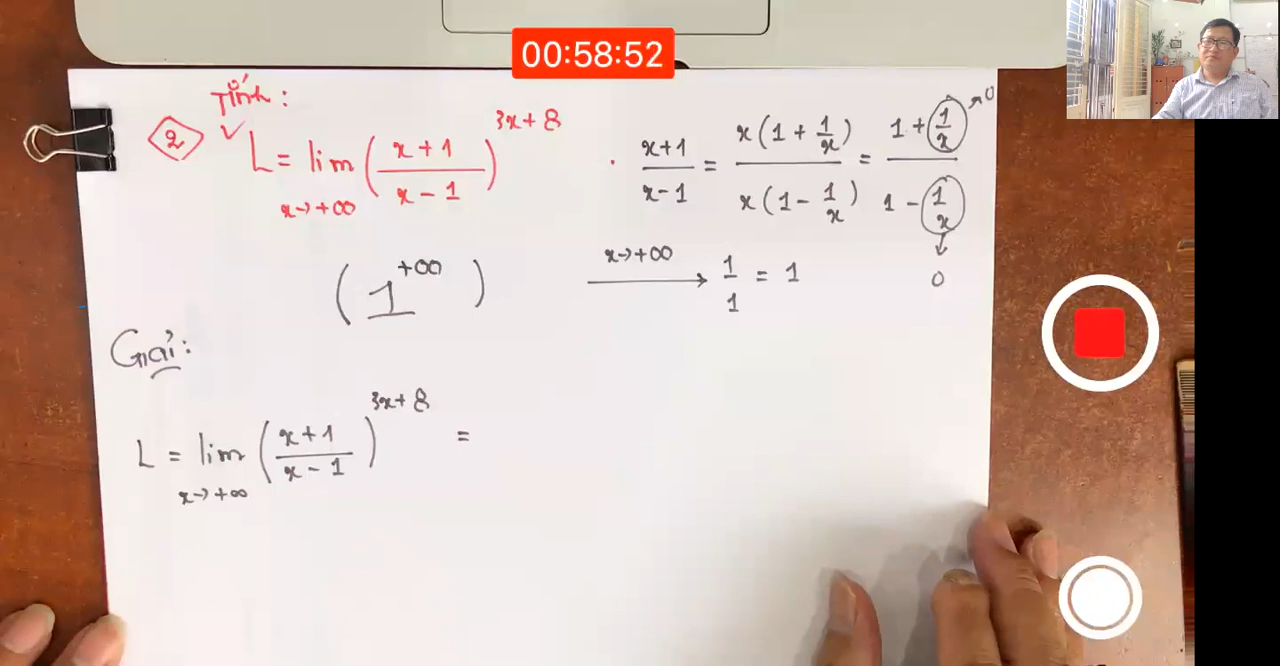 00:58:52
Tính:
2 ✓ L = lim (x+1 / x-1)^3x+8
x→+∞
(1^+∞)
· x+1 / x-1 = x(1 + 1/x) / x(1 - 1/x) = 1 + 1/x / 1 - 1/x
→ 0
↓
0
x→+∞
→ 1/1 = 1
Giải:
L = lim (x+1 / x-1)^3x+8 =
x→+∞